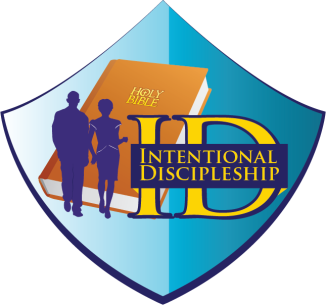 HOLY
BIBLE
ID
INTENTIONAL
DISCIPLESHIP